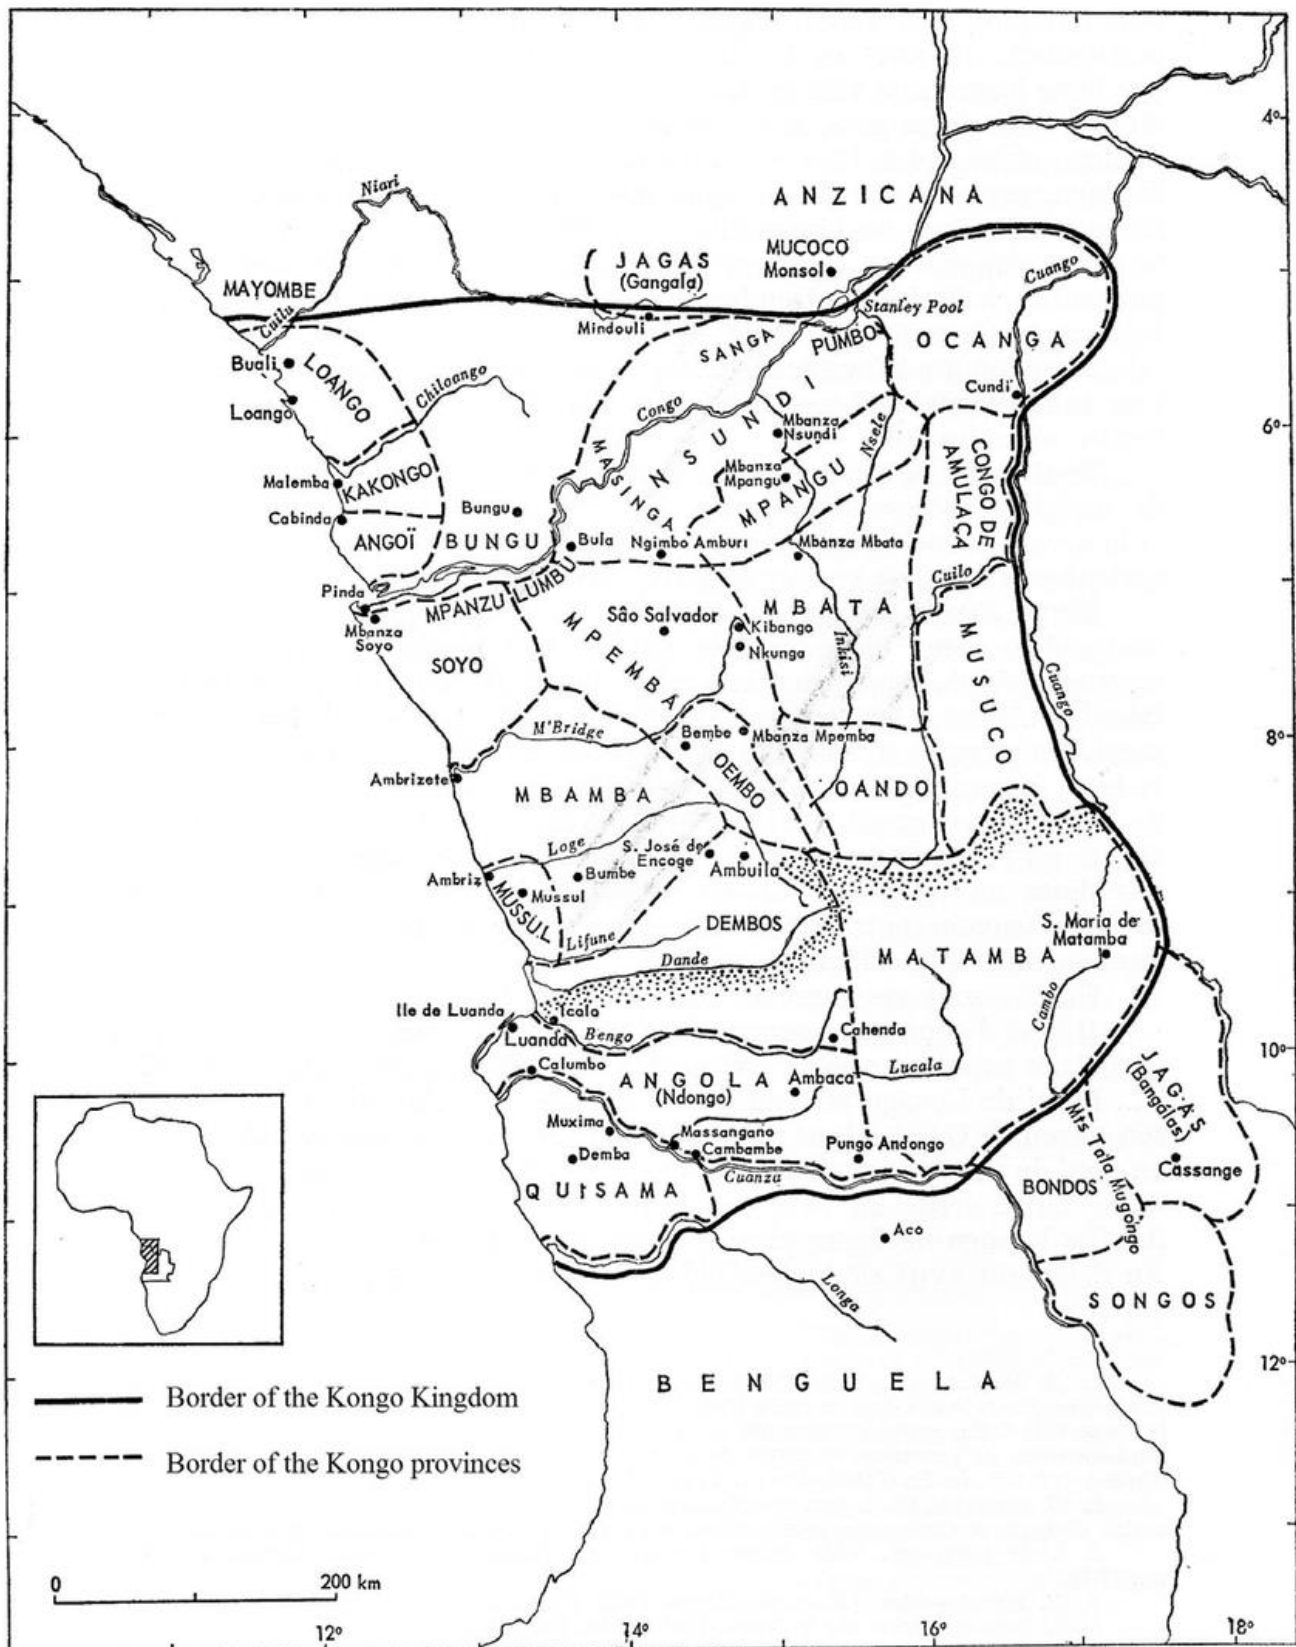 4°
Niari
ANZICANA
MUCOCO
Monsol
JAGAS
(Gangala)
Cuango
MAYOMBE
Cuilu
Mindouli
Stanley Pool
SANGA
PUMBO
OCANGA
Buali
LOANGO
Chiloango
Cundi
Loango
Congo
Mbanza
Nsundi
Nsele
6°
NSUNDI
MASINGA
Mbanza
Mpangu
MPANGU
CONGO DE
AMULACA
Malemba
KAKONGO
Cabinda
Bungu
ANGOÏ
BUNGU
Bula
Ngimbo Amburi
Mbanza Mbata
Cuilo
Pinda
MPANZU LUMBU
Mbanza
Soyo
São Salvador
MBATA
Kibango
Nkunga
Inkisi
MPEMBA
MUSUCO
SOYO
Cuango
M'Bridge
Bembe
Mbanza Mpemba
8°
Ambrizete
OEMBO
OANDO
MBAMBA
Loge
S. José de
Encoge
Ambuila
Ambriz
Bumbe
MUSSUL
Mussul
DEMBOS
S. Maria de
Matamba
Lifune
Dande
MATAMBA
Ile de Luanda
Icala
Luanda
Bengo
Cahenda
Cambo
10°
Calumbo
ANGOLA
(Ndongo)
Ambaca
Lucala
JAGAS
(Bangálas)
Muxima
Massangano
Cambambe
Pungo Andongo
Mts Tala Mugongo
Demba
Cuanza
Cassange
QUISAMA
BONDOS
Aco
Longa
SONGOS
12°
BENGUELA
Border of the Kongo Kingdom
Border of the Kongo provinces
0 200 km
12° 14° 16° 18°